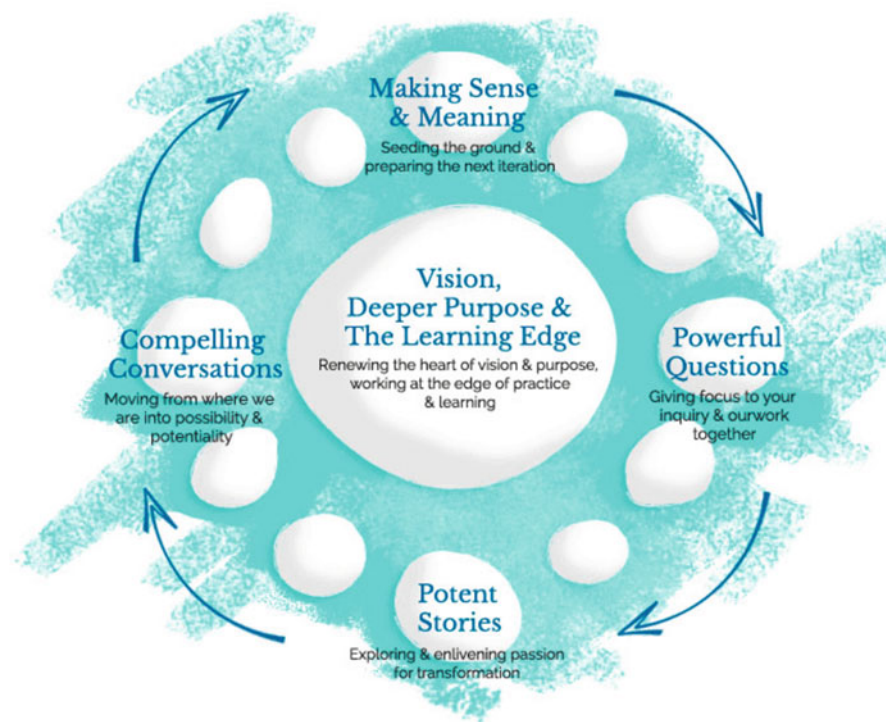 Making Sense
& Meaning
Seeding the ground &
preparing the next iteration
Vision,
Deeper Purpose &
The Learning Edge
Renewing the heart of vision & purpose,
working at the edge of practice
& learning
Compelling
Conversations
Moving from where we
are into possibility &
potentiality
Powerful
Questions
Giving focus to your
inquiry & ourwork
together
Potent
Stories
Exploring & enlivening passion
for transformation